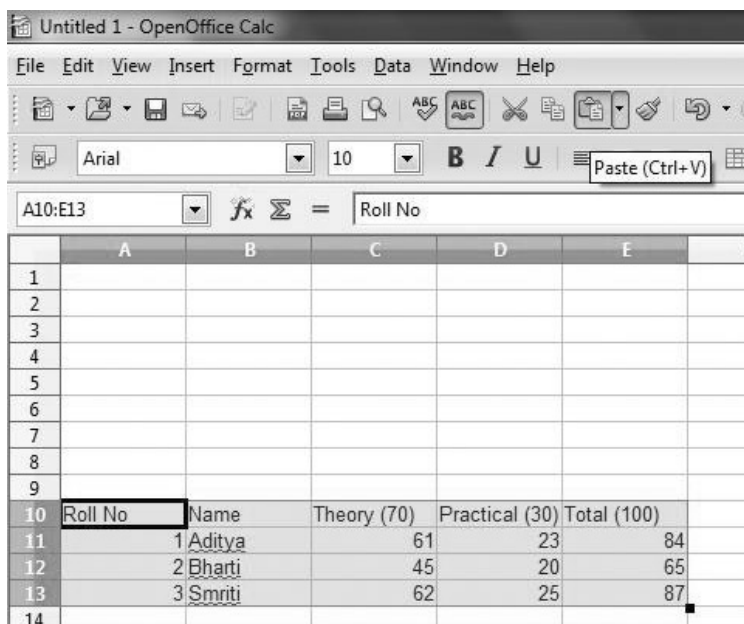 Untitled 1 - OpenOffice Calc
File Edit View Insert Format Tools Data Window Help
ABC ABC
Arial 10 B I U Paste (Ctrl+V)
A10:E13 fx Σ = Roll No
A B C D E
1
2
3
4
5
6
7
8
9
10 Roll No Name Theory (70) Practical (30) Total (100)
11 1 Aditya 61 23 84
12 2 Bharti 45 20 65
13 3 Smriti 62 25 87
14